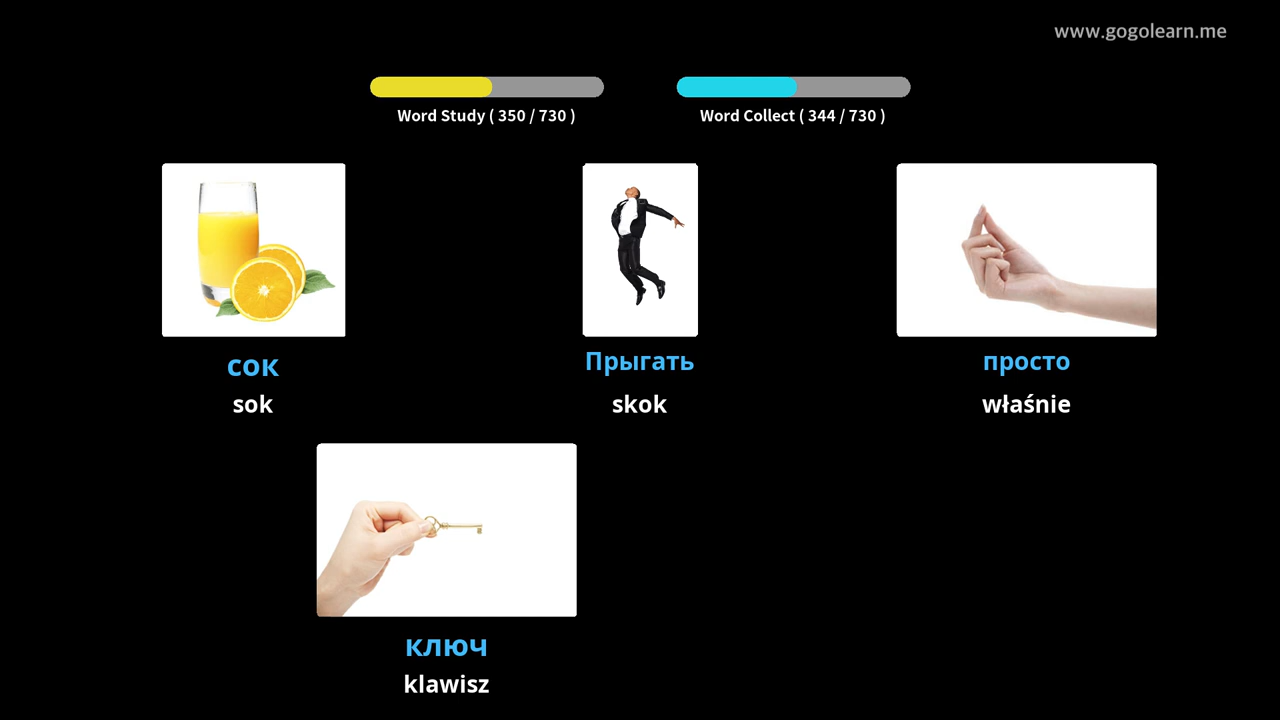 www.gogolearn.me
Word Study ( 350 / 730 )
Word Collect ( 344 / 730 )
сок
sok
Прыгать
skok
просто
właśnie
ключ
klawisz